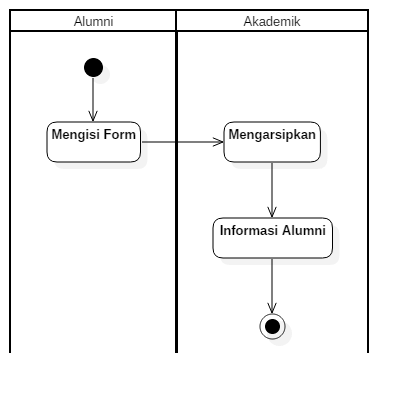 Alumni
Akademik
Mengisi Form
Mengarsipkan
Informasi Alumni